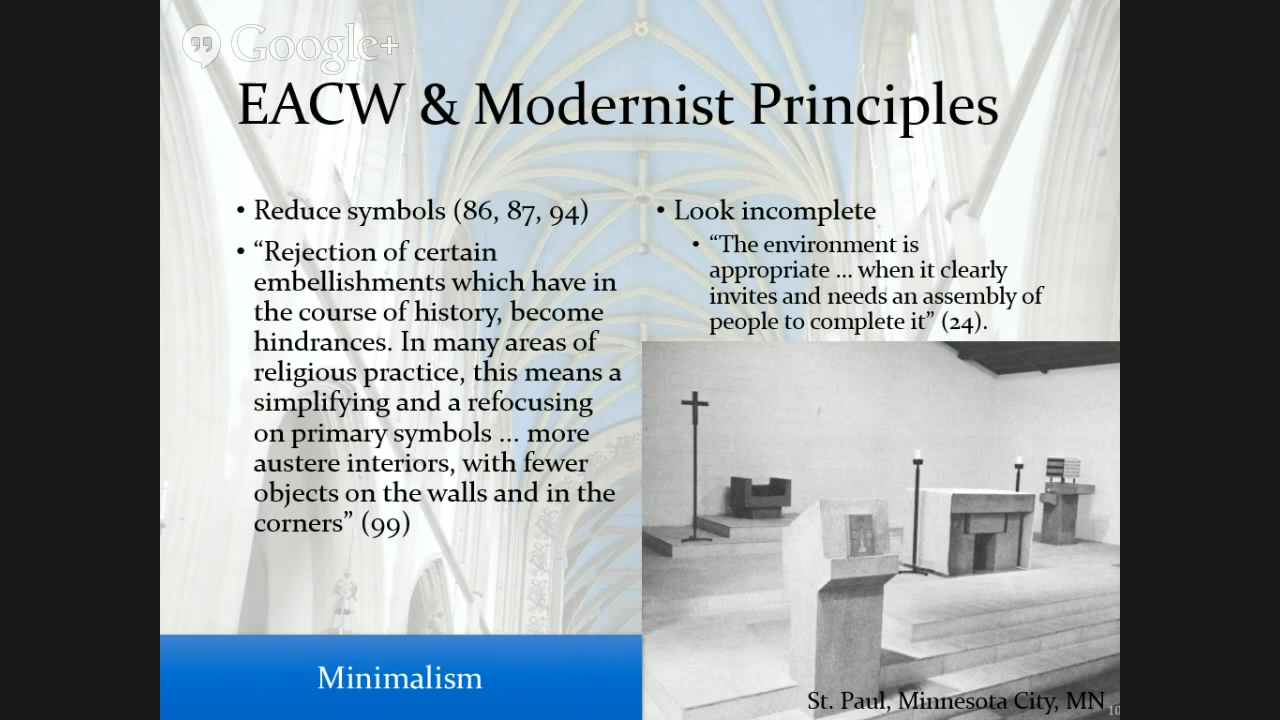 Google+
EACW & Modernist Principles
• Reduce symbols (86, 87, 94)
• “Rejection of certain
embellishments which have in
the course of history, become
hindrances. In many areas of
religious practice, this means a
simplifying and a refocusing
on primary symbols ... more
austere interiors, with fewer
objects on the walls and in the
corners” (99)
• Look incomplete
• “The environment is
appropriate ... when it clearly
invites and needs an assembly of
people to complete it” (24).
Minimalism
St. Paul, Minnesota City, MN
10